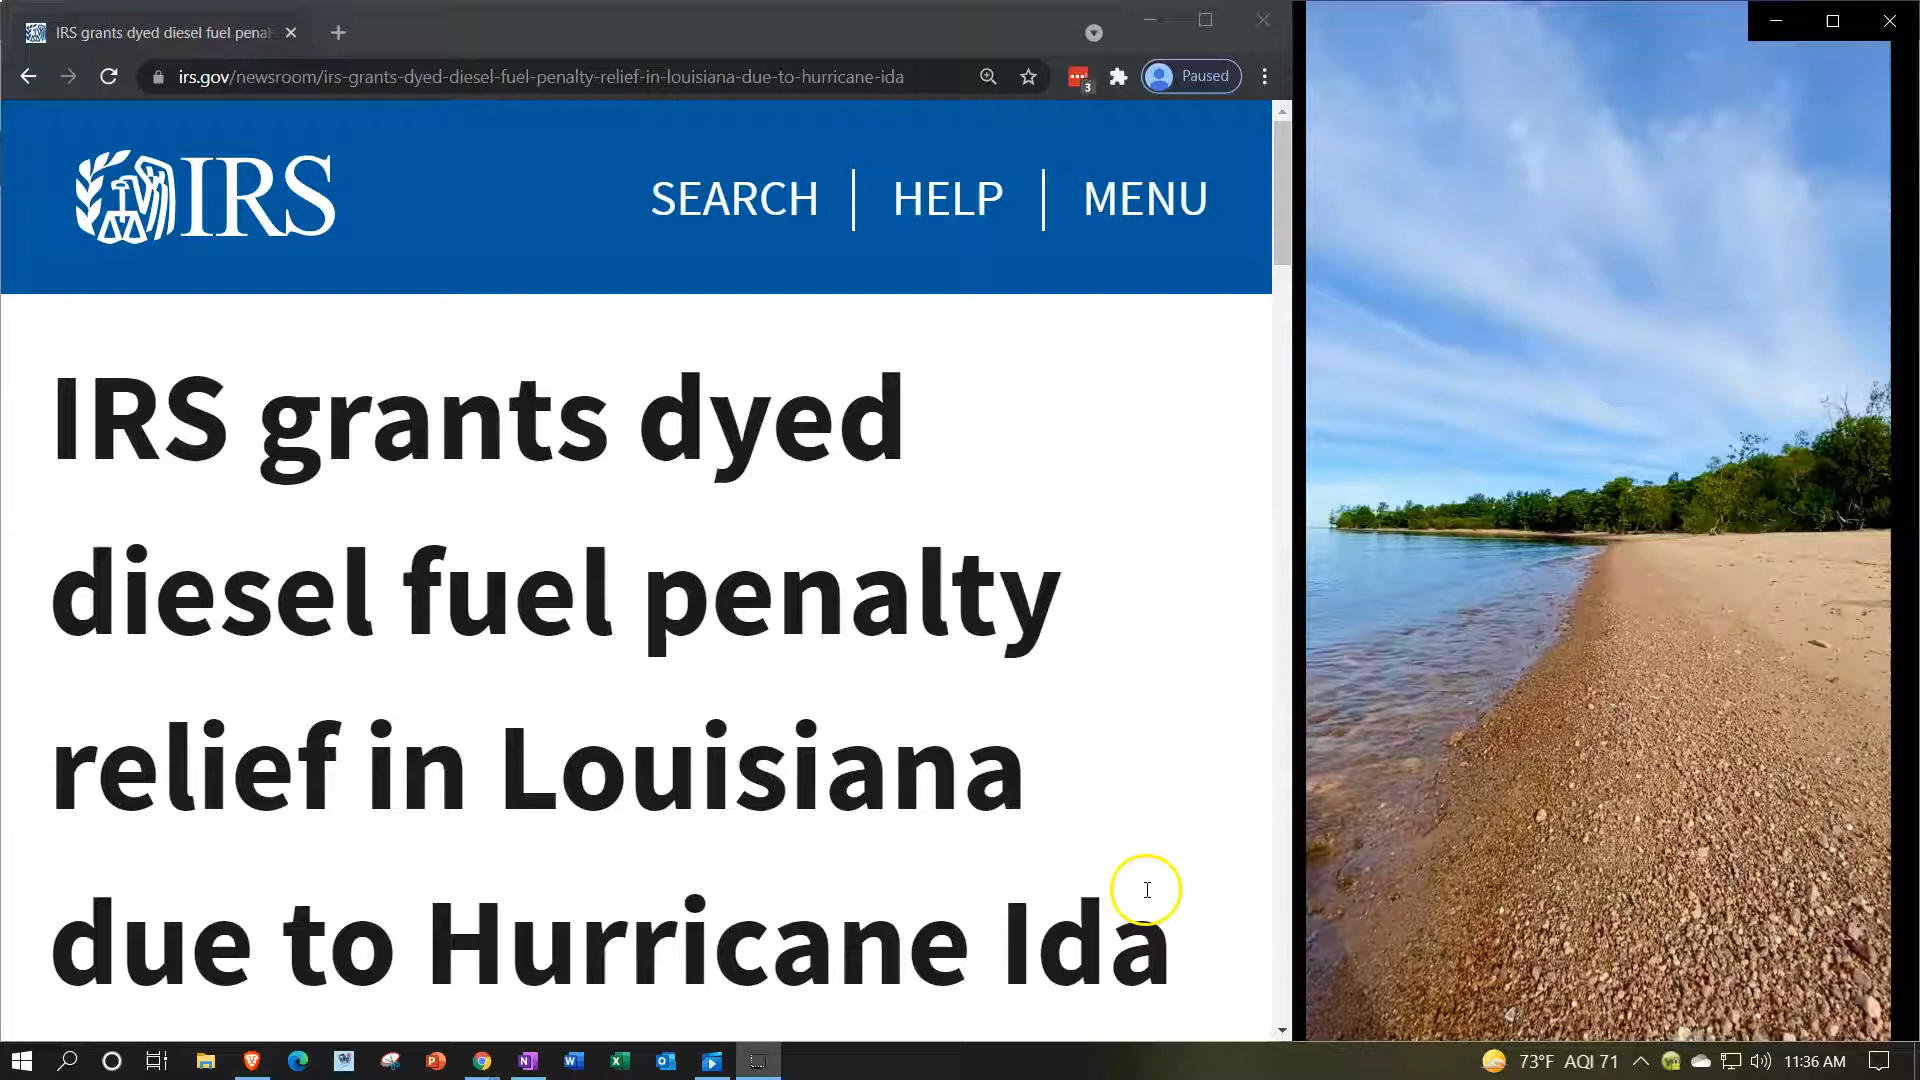 IRS grants dyed diesel fuel penal
irs.gov/newsroom/irs-grants-dyed-diesel-fuel-penalty-relief-in-louisiana-due-to-hurricane-ida
3
Paused
IRS
SEARCH
HELP
MENU
IRS grants dyed
diesel fuel penalty
relief in Louisiana
due to Hurricane Ida
73°F AQI 71
11:36 AM